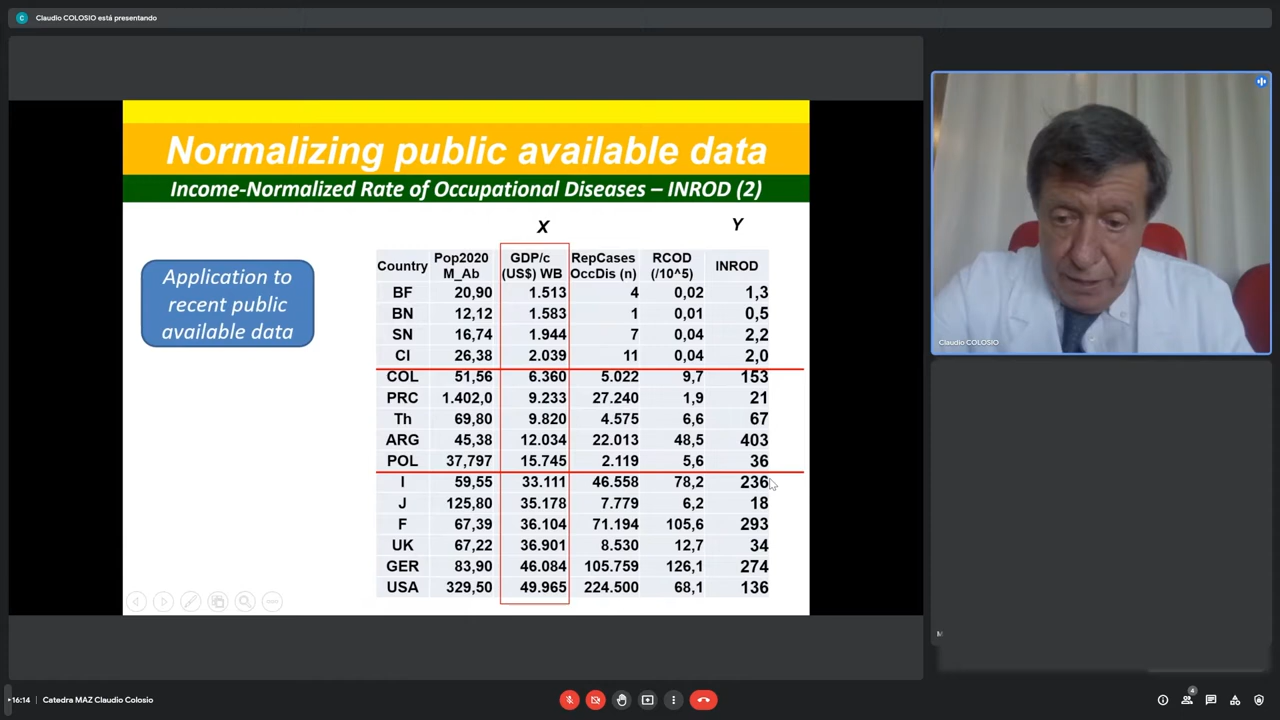 Claudio COLOSIO está presentando
C
Normalizing public available data
Income-Normalized Rate of Occupational Diseases – INROD (2)
Application to
recent public
available data
X Y
Country Pop2020 M_Ab GDP/c (US$) WB RepCases OccDis (n) RCOD (/10^5) INROD
BF 20,90 1.513 4 0,02 1,3
BN 12,12 1.583 1 0,01 0,5
SN 16,74 1.944 7 0,04 2,2
CI 26,38 2.039 11 0,04 2,0
COL 51,56 6.360 5.022 9,7 153
PRC 1.402,0 9.233 27.240 1,9 21
Th 69,80 9.820 4.575 6,6 67
ARG 45,38 12.034 22.013 48,5 403
POL 37,797 15.745 2.119 5,6 36
I 59,55 33.111 46.558 78,2 236
J 125,80 35.178 7.779 6,2 18
F 67,39 36.104 71.194 105,6 293
UK 67,22 36.901 8.530 12,7 34
GER 83,90 46.084 105.759 126,1 274
USA 329,50 49.965 224.500 68,1 136
Claudio COLOSIO
M
16:14 | Catedra MAZ Claudio Colosio
4